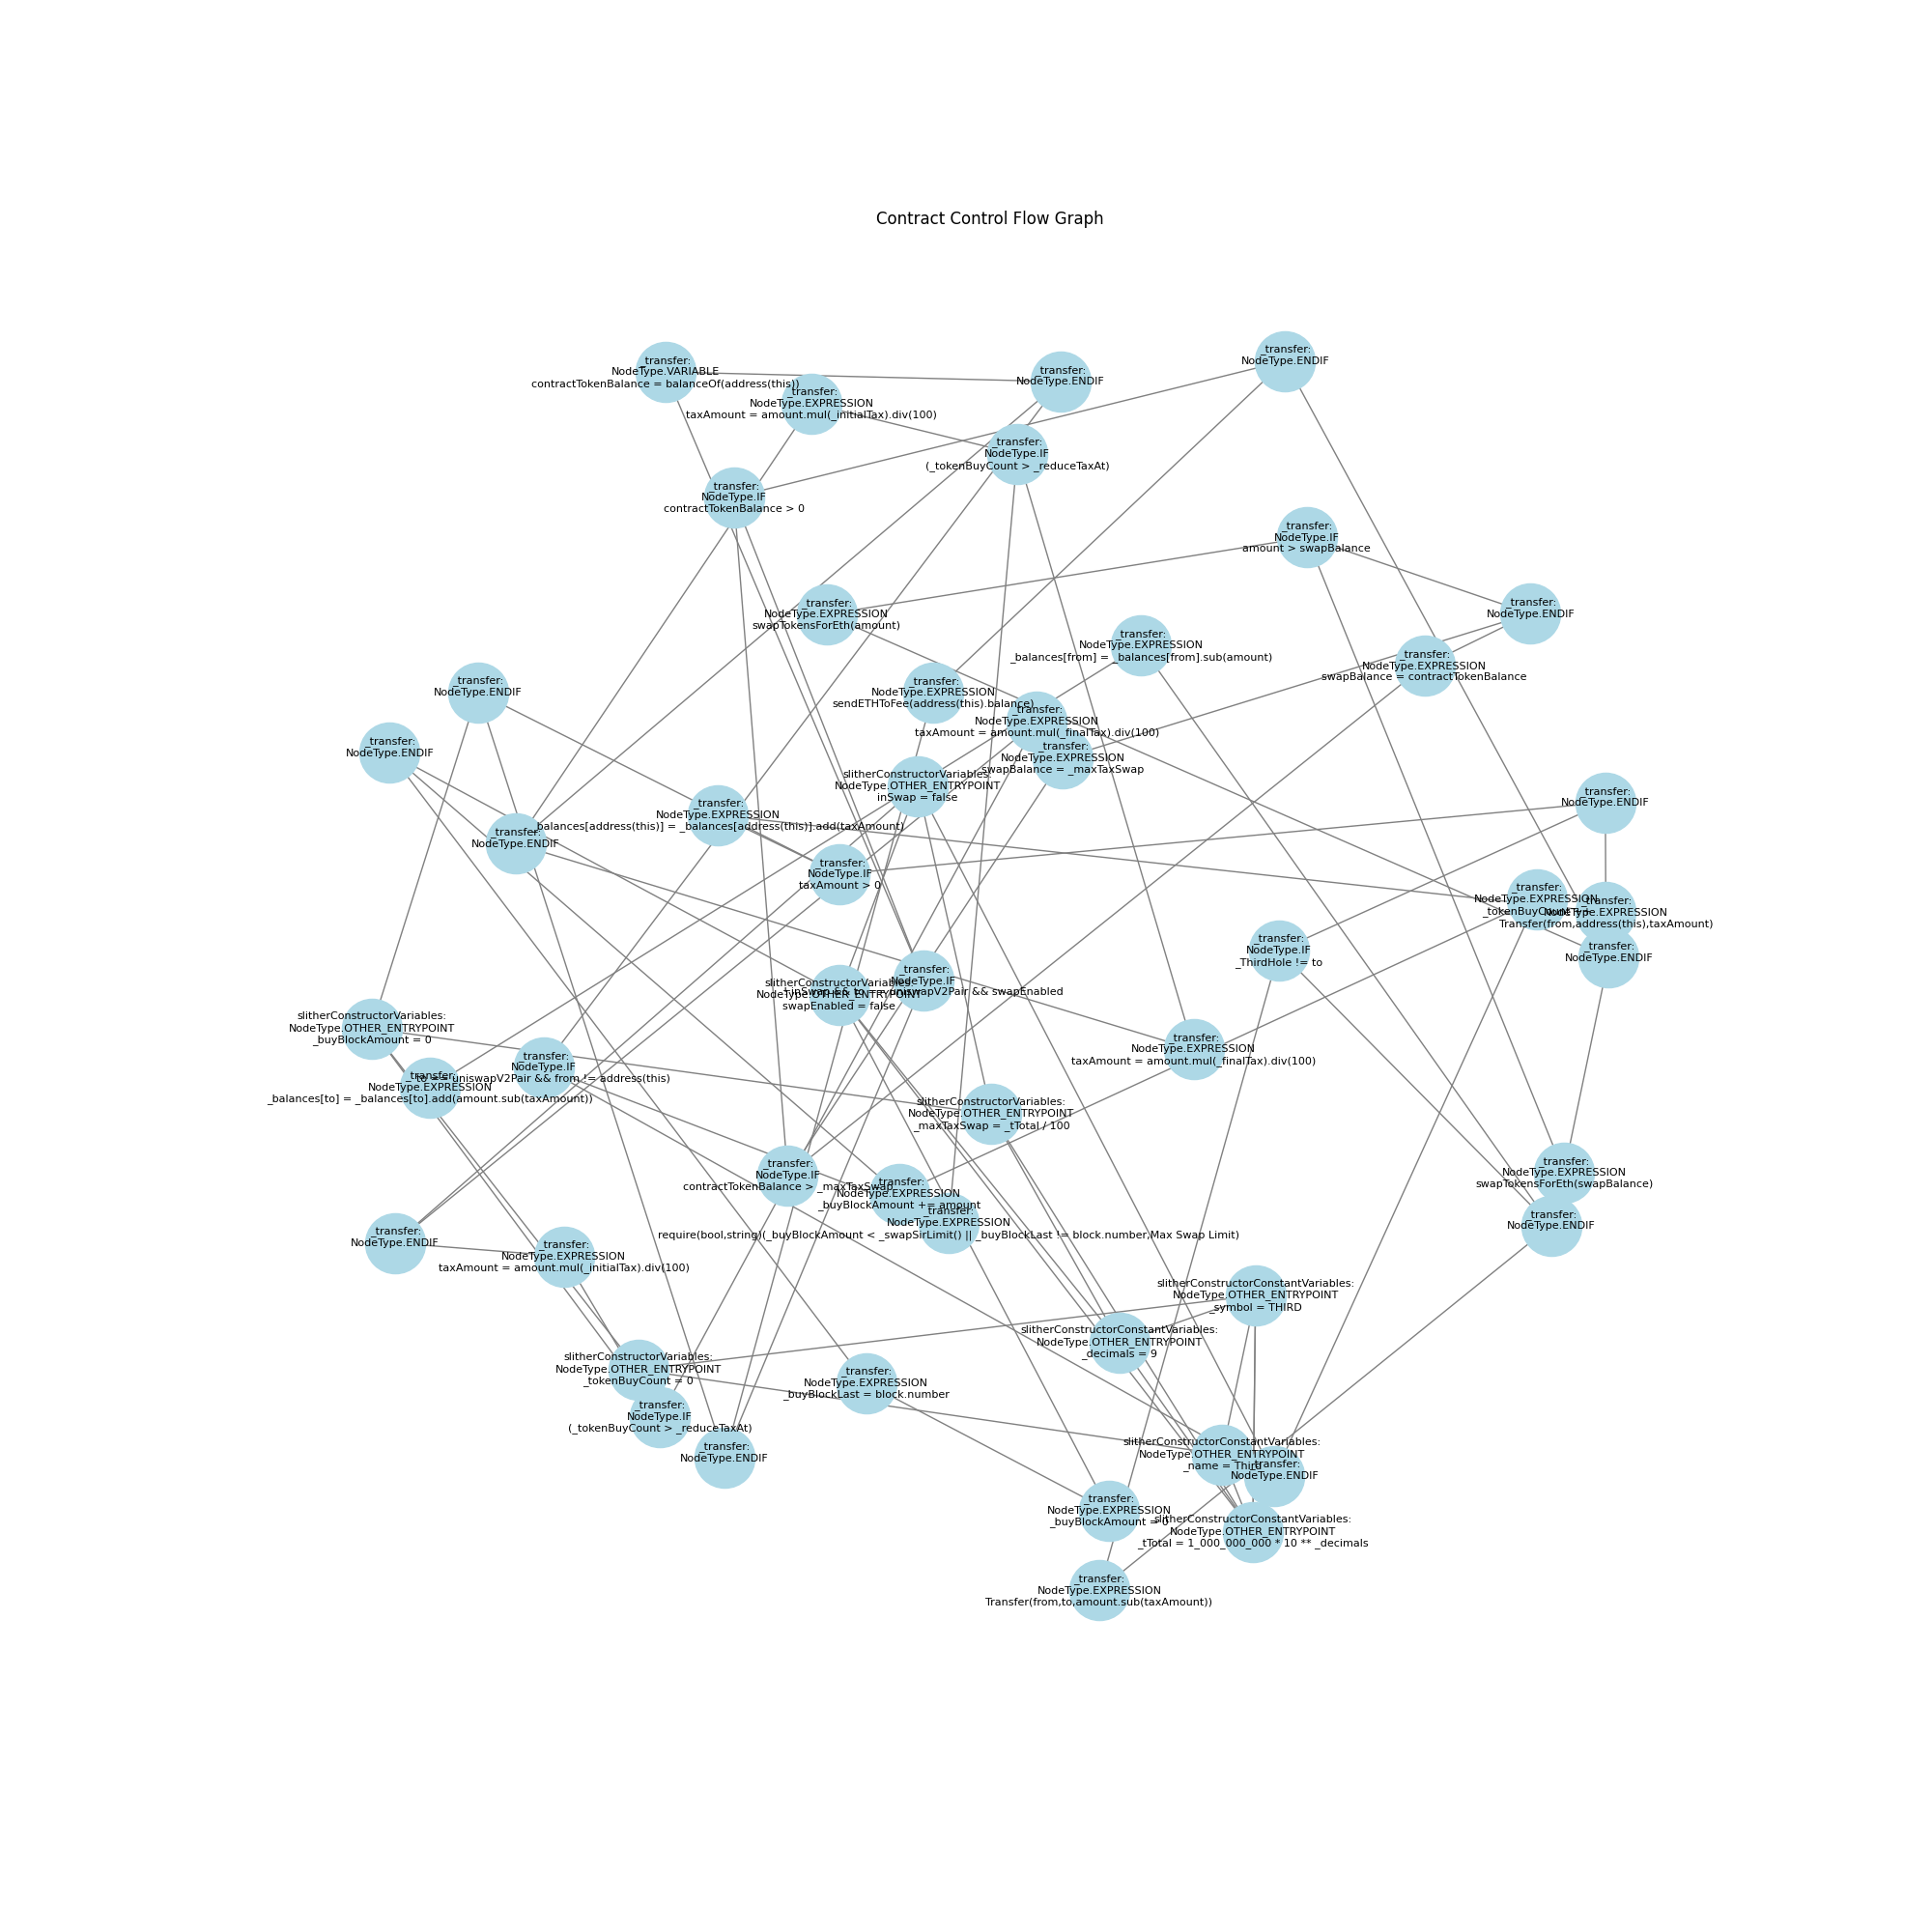 Contract Control Flow Graph
_transfer:
NodeType.ENDIF
_transfer:
NodeType.VARIABLE
contractTokenBalance = balanceOf(address(this))
_transfer:
NodeType.ENDIF
_transfer:
NodeType.EXPRESSION
taxAmount = amount.mul(_initialTax).div(100)
_transfer:
NodeType.IF
(_tokenBuyCount > _reduceTaxAt)
_transfer:
NodeType.IF
contractTokenBalance > 0
_transfer:
NodeType.IF
amount > swapBalance
_transfer:
NodeType.ENDIF
_transfer:
NodeType.EXPRESSION
swapTokensForEth(amount)
_transfer:
NodeType.EXPRESSION
_balances[from] = _balances[from].sub(amount)
_transfer:
NodeType.EXPRESSION
swapBalance = contractTokenBalance
_transfer:
NodeType.ENDIF
_transfer:
NodeType.EXPRESSION
sendETHToFee(address(this).balance)
_transfer:
NodeType.EXPRESSION
taxAmount = amount.mul(_finalTax).div(100)
_transfer:
NodeType.ENDIF
_transfer:
NodeType.EXPRESSION
swapBalance = _maxTaxSwap
slitherConstructorVariables:
NodeType.OTHER_ENTRYPOINT
inSwap = false
_transfer:
NodeType.ENDIF
_transfer:
NodeType.EXPRESSION
_balances[address(this)] = _balances[address(this)].add(taxAmount)
_transfer:
NodeType.ENDIF
_transfer:
NodeType.IF
taxAmount > 0
_transfer:
NodeType.EXPRESSION
_tokenBuyCount ++
_transfer:
NodeType.EXPRESSION
Transfer(from,address(this),taxAmount)
_transfer:
NodeType.IF
_ThirdHole != to
_transfer:
NodeType.ENDIF
_transfer:
NodeType.IF
! inSwap && to == uniswapV2Pair && swapEnabled
slitherConstructorVariables:
NodeType.OTHER_ENTRYPOINT
swapEnabled = false
slitherConstructorVariables:
NodeType.OTHER_ENTRYPOINT
_buyBlockAmount = 0
_transfer:
NodeType.EXPRESSION
taxAmount = amount.mul(_finalTax).div(100)
_transfer:
NodeType.IF
to == uniswapV2Pair && from != address(this)
_transfer:
NodeType.EXPRESSION
_balances[to] = _balances[to].add(amount.sub(taxAmount))
slitherConstructorVariables:
NodeType.OTHER_ENTRYPOINT
_maxTaxSwap = _tTotal / 100
_transfer:
NodeType.IF
contractTokenBalance > _maxTaxSwap
_transfer:
NodeType.EXPRESSION
swapTokensForEth(swapBalance)
_transfer:
NodeType.EXPRESSION
_buyBlockAmount += amount
_transfer:
NodeType.EXPRESSION
require(bool,string)(_buyBlockAmount < _swapSirLimit() || _buyBlockLast != block.number,Max Swap Limit)
_transfer:
NodeType.ENDIF
_transfer:
NodeType.ENDIF
_transfer:
NodeType.EXPRESSION
taxAmount = amount.mul(_initialTax).div(100)
slitherConstructorConstantVariables:
NodeType.OTHER_ENTRYPOINT
_symbol = THIRD
slitherConstructorConstantVariables:
NodeType.OTHER_ENTRYPOINT
_decimals = 9
slitherConstructorVariables:
NodeType.OTHER_ENTRYPOINT
_tokenBuyCount = 0
_transfer:
NodeType.EXPRESSION
_buyBlockLast = block.number
_transfer:
NodeType.IF
(_tokenBuyCount > _reduceTaxAt)
_transfer:
NodeType.ENDIF
slitherConstructorConstantVariables:
NodeType.OTHER_ENTRYPOINT
_name = Third
_transfer:
NodeType.ENDIF
_transfer:
NodeType.EXPRESSION
_buyBlockAmount = 0
slitherConstructorConstantVariables:
NodeType.OTHER_ENTRYPOINT
_tTotal = 1_000_000_000 * 10 ** _decimals
_transfer:
NodeType.EXPRESSION
Transfer(from,to,amount.sub(taxAmount))